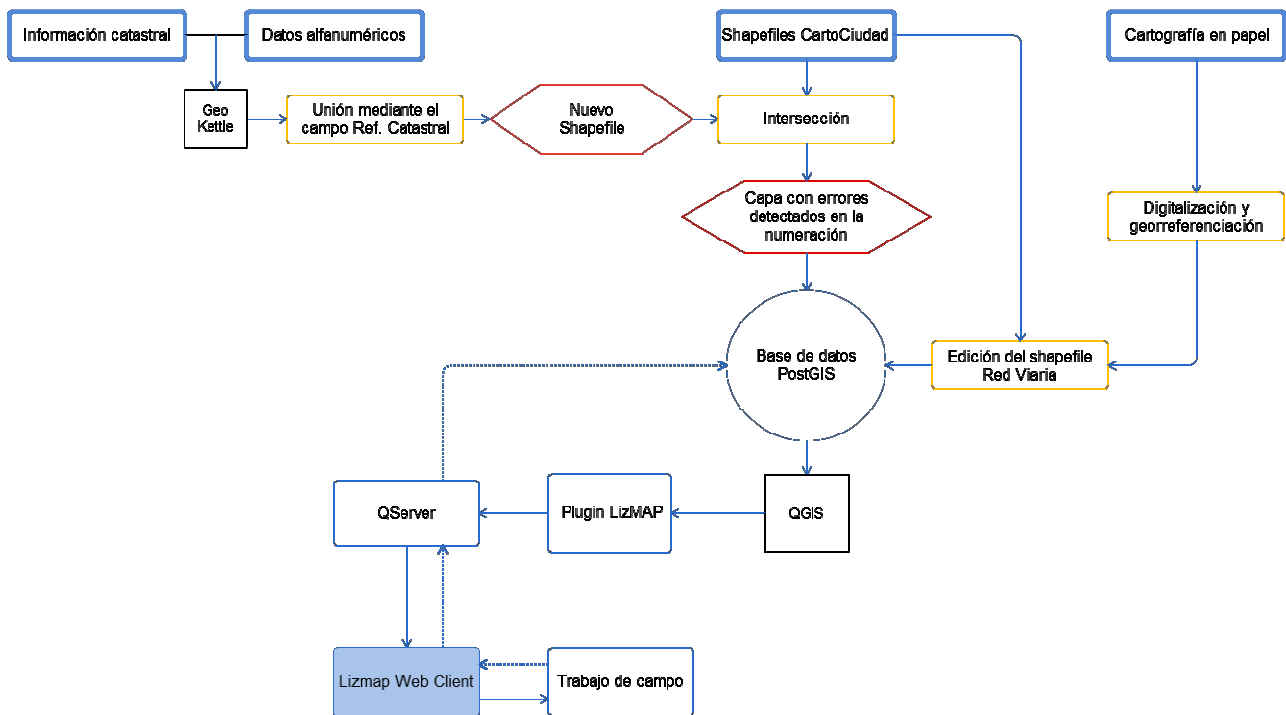 Información catastral
Datos alfanuméricos
Shapefiles CartoCiudad
Cartografía en papel
Geo
Kettle
Unión mediante el
campo Ref. Catastral
Nuevo
Shapefile
Intersección
Capa con errores
detectados en la
numeración
Digitalización y
georreferenciación
Base de datos
PostGIS
Edición del shapefile
Red Viaria
QServer
Plugin LizMAP
QGIS
Lizmap Web Client
Trabajo de campo